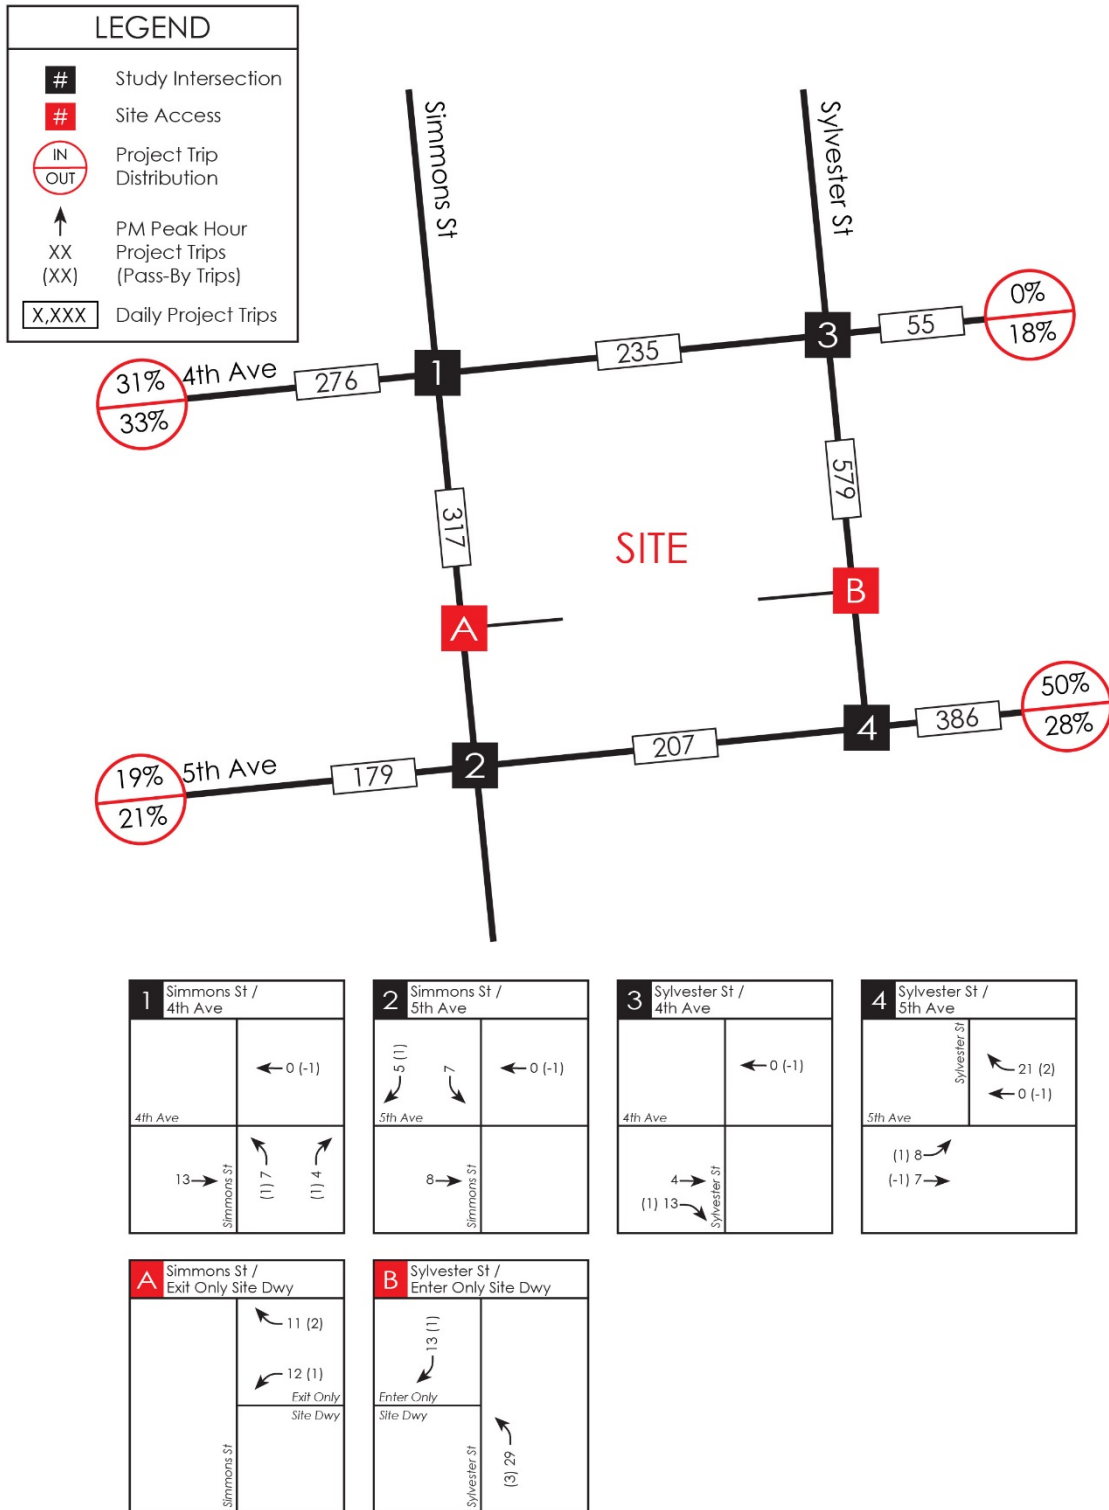 LEGEND
# Study Intersection
# Site Access
IN
OUT
Project Trip
Distribution
PM Peak Hour
XX Project Trips
(XX) (Pass-By Trips)
X,XXX Daily Project Trips
Simmons St
Sylvester St
31%
33%
4th Ave
276
1
235
3
55
0%
18%
317
579
SITE
A
B
19%
21%
5th Ave
179
2
207
4
386
50%
28%
1 Simmons St /
4th Ave
0 (-1)
4th Ave
13
Simmons St
(1) 7
(1) 4
2 Simmons St /
5th Ave
5 (1)
7
0 (-1)
5th Ave
8
3 Sylvester St /
4th Ave
0 (-1)
4th Ave
4
(1) 13
Sylvester St
4 Sylvester St /
5th Ave
Sylvester St
21 (2)
0 (-1)
5th Ave
(1) 8
(-1) 7
A Simmons St /
Exit Only Site Dwy
11 (2)
12 (1)
Exit Only
Site Dwy
Simmons St
B Sylvester St /
Enter Only Site Dwy
13 (1)
Enter Only
Site Dwy
Sylvester St
(3) 29